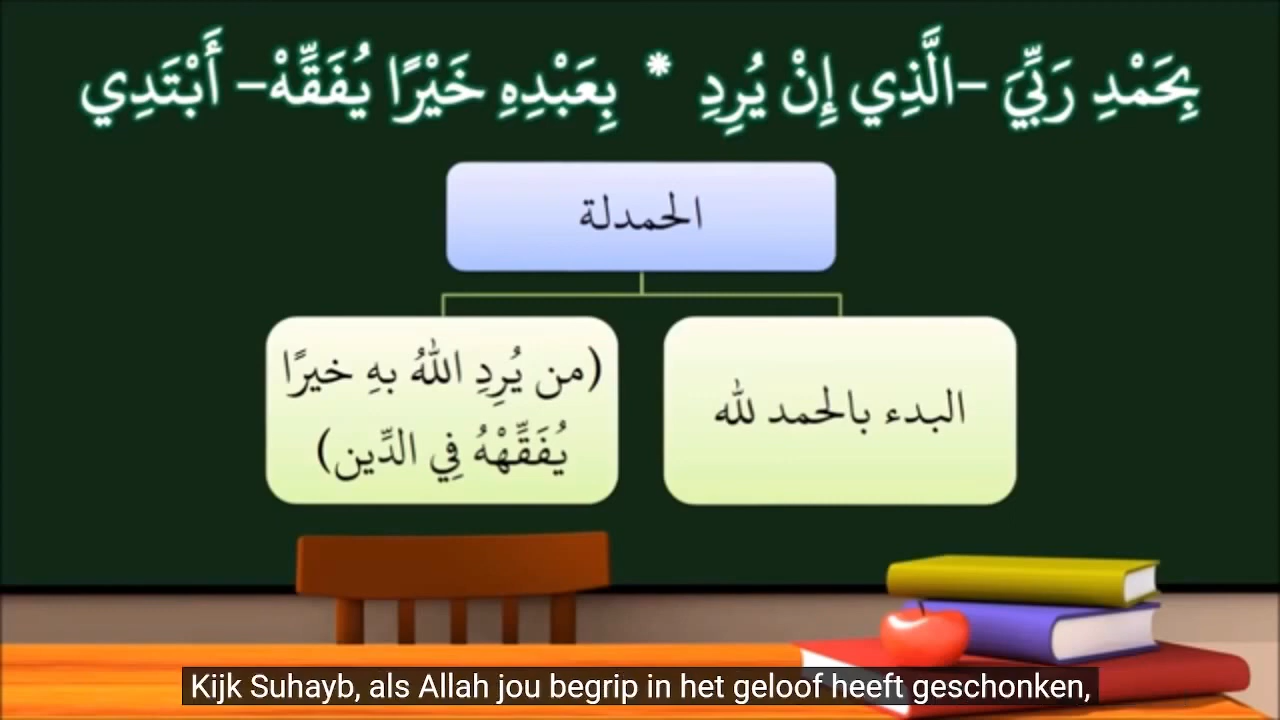 بِحَمْدِ رَبِّيَ –الَّذِي إِنْ يُرِدِ * بِعَبْدِهِ خَيْرًا يُفَقِّهْ– أَبْتَدِي
الحمدلة
البدء بالحمد لله
(من يُرِدِ اللهُ بهِ خيرًا
يُفَقِّهْهُ فِي الدِّين)
Kijk Suhayb, als Allah jou begrip in het geloof heeft geschonken,